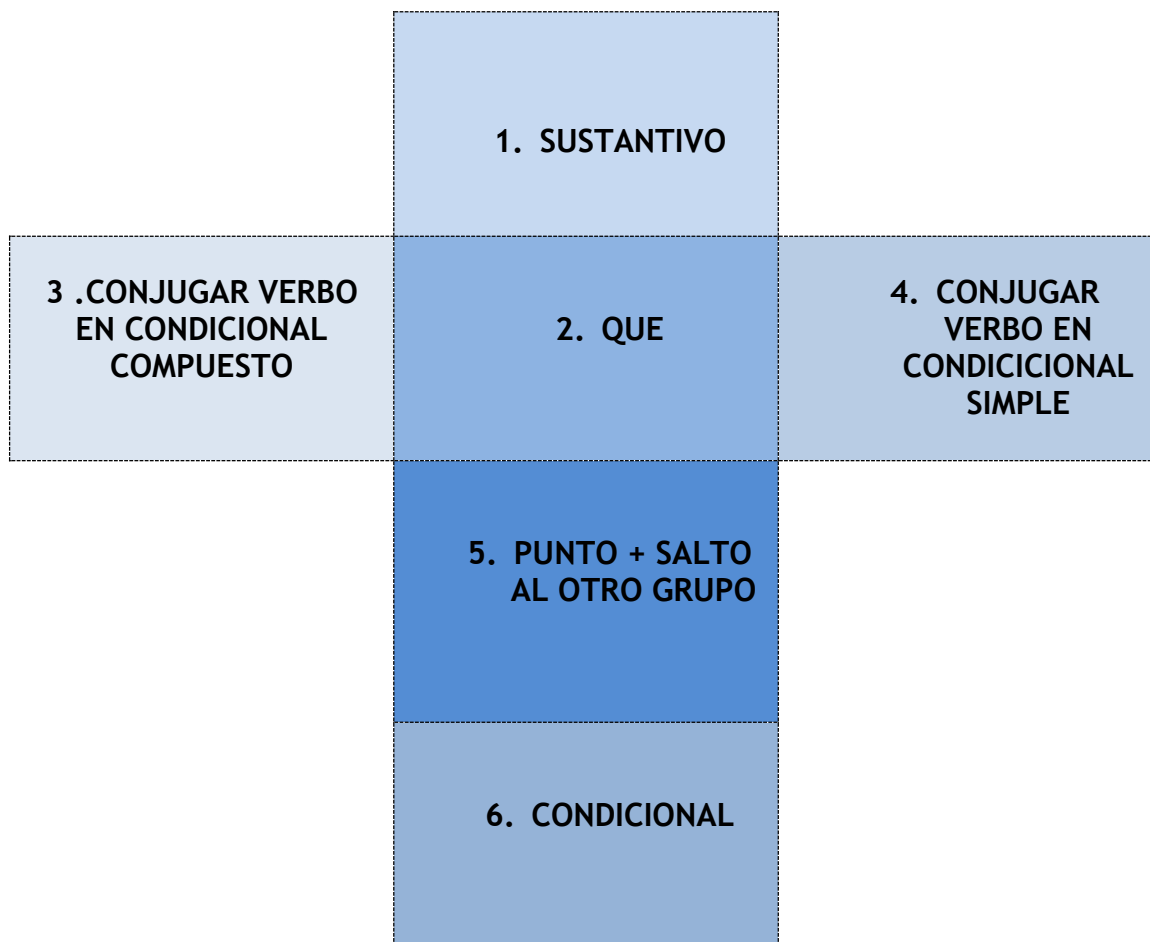 1. SUSTANTIVO
3 .CONJUGAR VERBO
EN CONDICIONAL
COMPUESTO
2. QUE
4. CONJUGAR
VERBO EN
CONDICICIONAL
SIMPLE
5. PUNTO + SALTO
AL OTRO GRUPO
6. CONDICIONAL